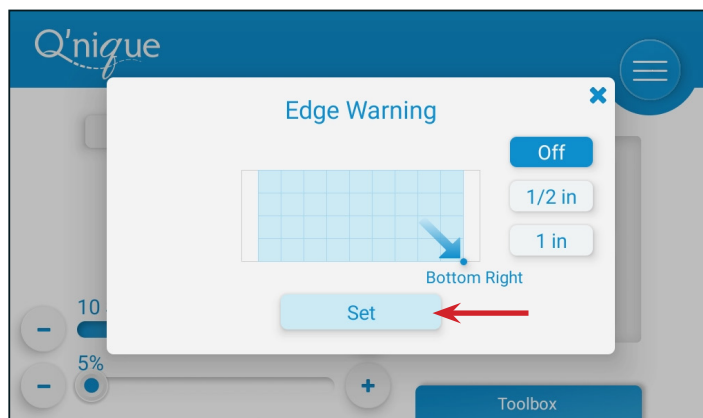 Q'nique
Edge Warning
Off
1/2 in
1 in
Bottom Right
Set
10
5%
Toolbox